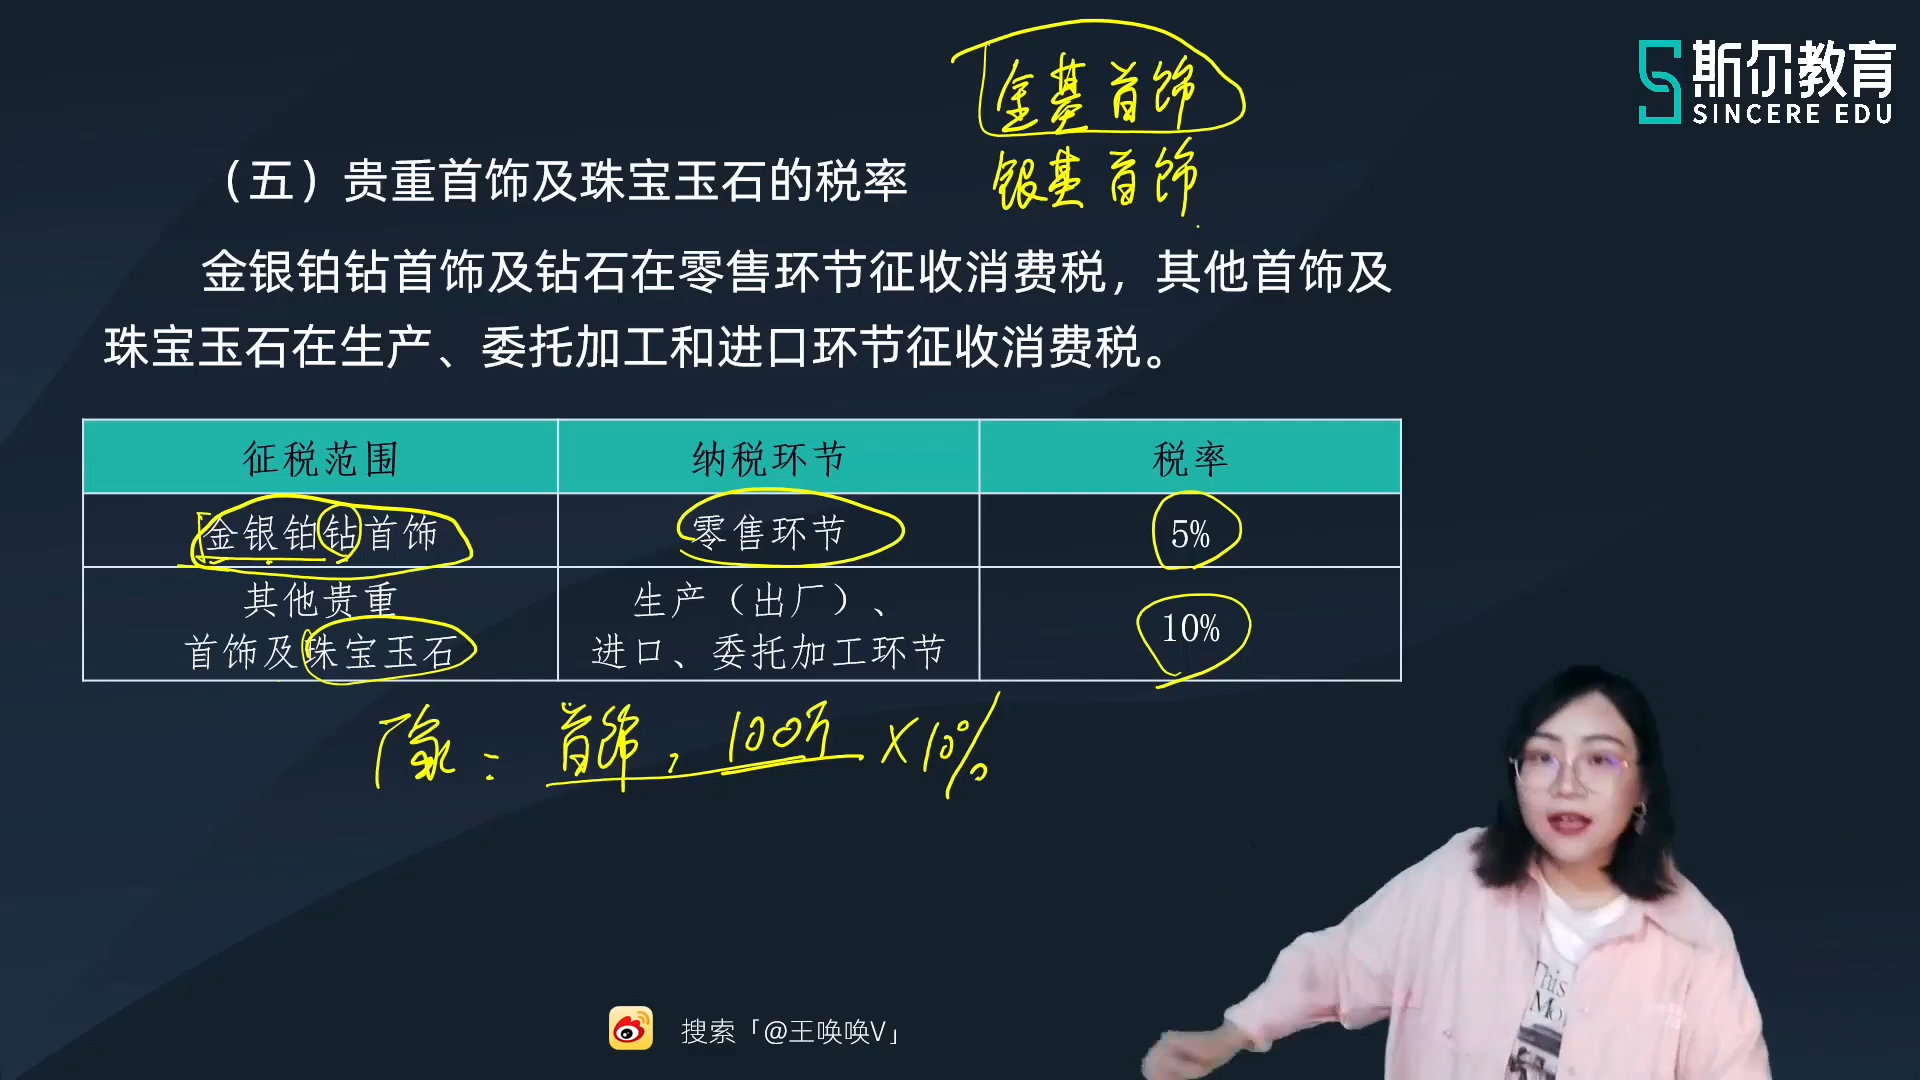 金基首饰
斯尔教育
SINCERE EDU
(五)贵重首饰及珠宝玉石的税率
银基首饰
金银铂钻首饰及钻石在零售环节征收消费税，其他首饰及
珠宝玉石在生产、委托加工和进口环节征收消费税。
征税范围 纳税环节 税率
金银铂钻首饰 零售环节 5%
其他贵重
首饰及珠宝玉石
生产（出厂）、
进口、委托加工环节
10%
首饰，100万×10%
This
Mov
搜索「@王唤唤V」